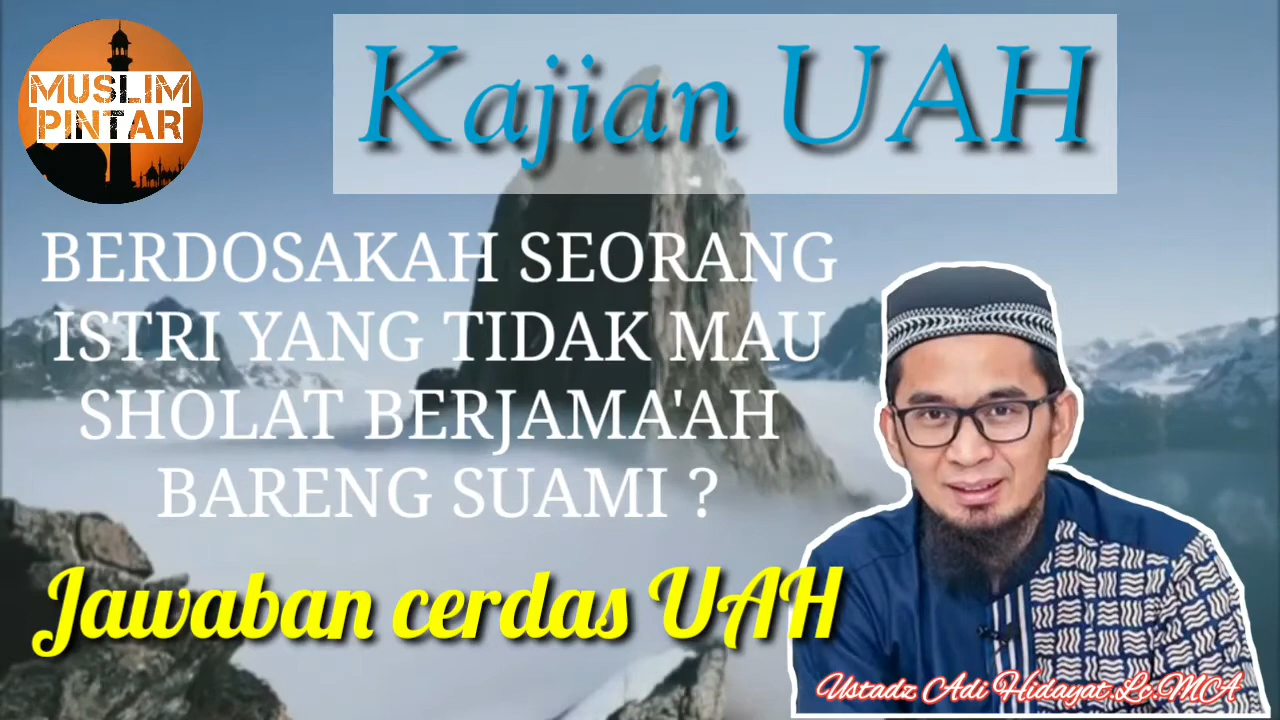 MUSLIM
PINTAR
Kajian UAH
BERDOSAKAH SEORANG
ISTRI YANG TIDAK MAU
SHOLAT BERJAMA'AH
BARENG SUAMI ?
Jawaban cerdas UAH
Ustadz Adi Hidayat.Lc.MCA